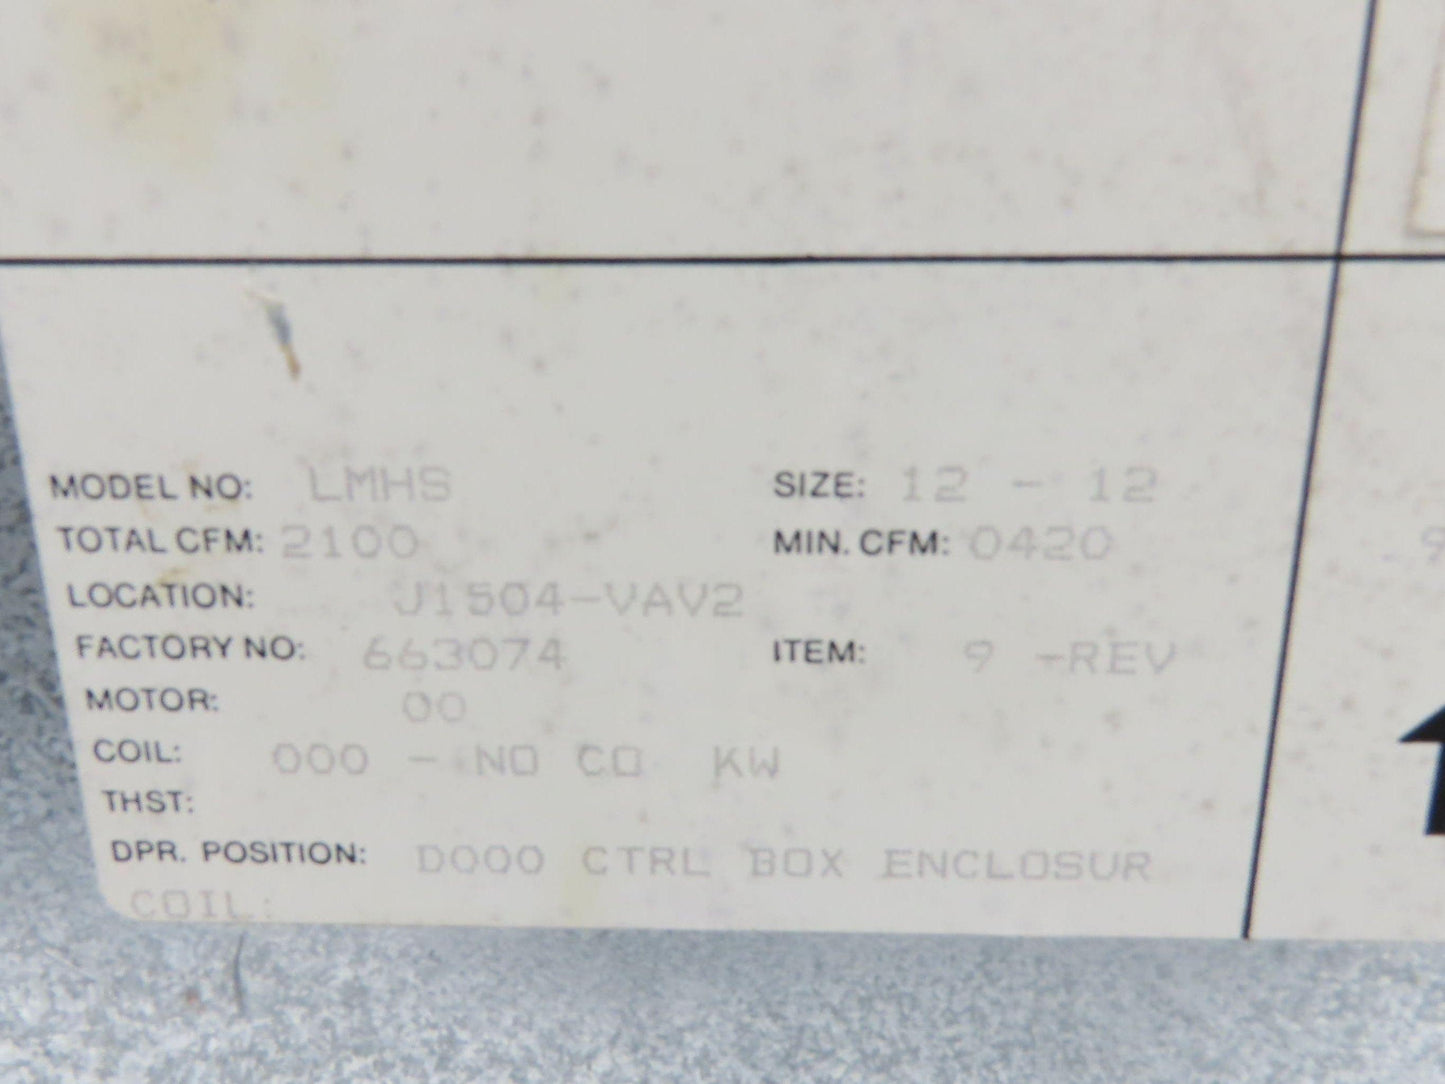 MODEL NO: LMHS SIZE: 12 - 12
TOTAL CFM: 2100 MIN. CFM: 0420
LOCATION: J1504-VAV2
FACTORY NO: 663074 ITEM: 9 -REV
MOTOR: 00
COIL: 000 - NO CO KW
THST:
DPR. POSITION: D000 CTRL BOX ENCLOSUR
COIL:
9